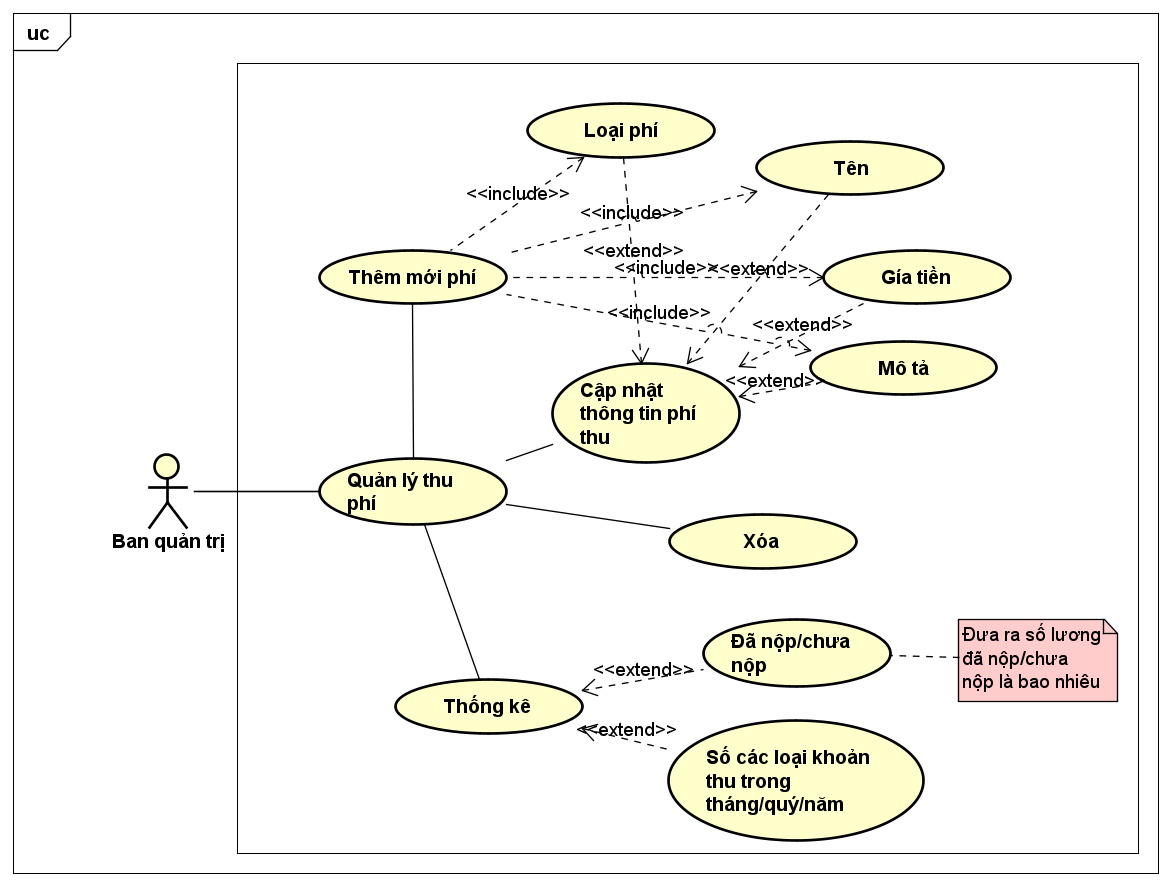 uc
Loại phí
Tên
<<include>>
<<include>>
<<extend>>
<<include>>
<<extend>>
Thêm mới phí
Gía tiền
<<include>>
<<extend>>
Mô tả
<<extend>>
Cập nhật
thông tin phí
thu
Quản lý thu
phí
Ban quản trị
Xóa
Đã nộp/chưa
nộp
Đưa ra số lương
đã nộp/chưa
nộp là bao nhiêu
<<extend>>
Thống kê
<<extend>>
Số các loại khoản
thu trong
tháng/quý/năm